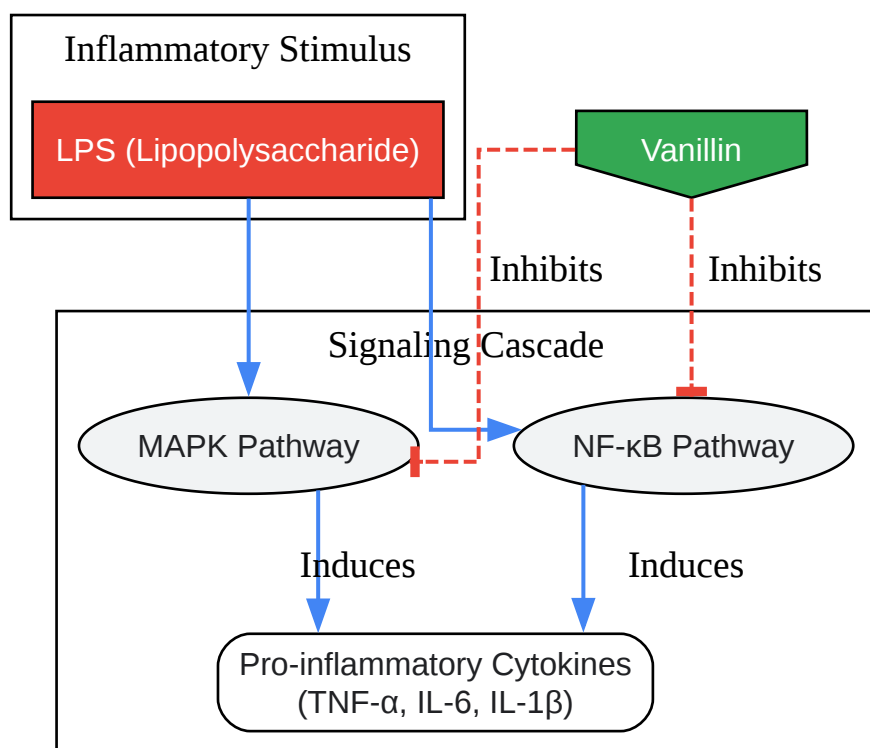 Inflammatory Stimulus
LPS (Lipopolysaccharide)
Vanillin
Inhibits
Inhibits
Signaling Cascade
MAPK Pathway
NF-κB Pathway
Induces
Induces
Pro-inflammatory Cytokines
(TNF-α, IL-6, IL-1β)